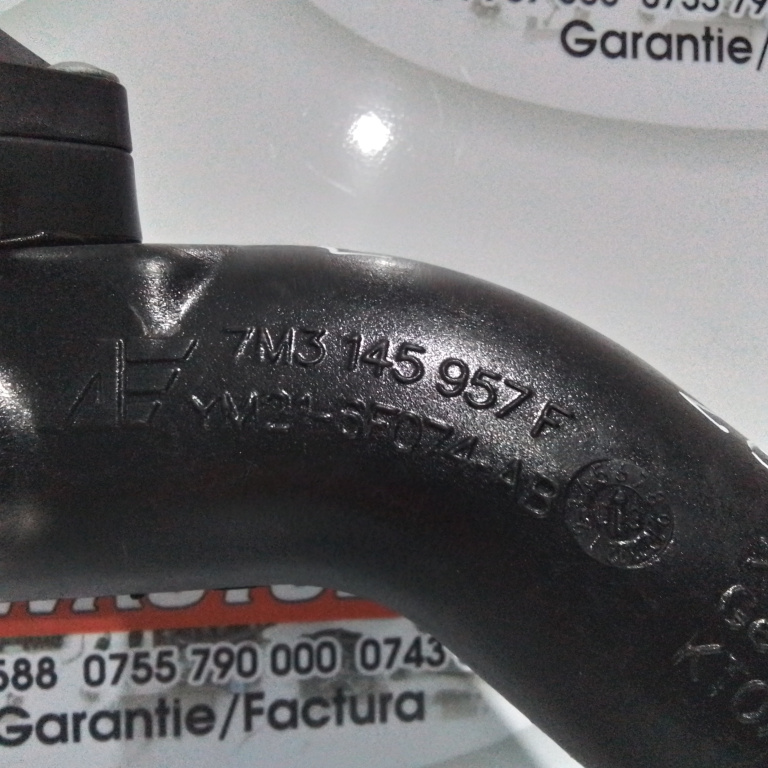 Garantie/
7M3 145 957 F
YM21-6F074-AB
588 0755 790 000 0743
Garantie/Factura